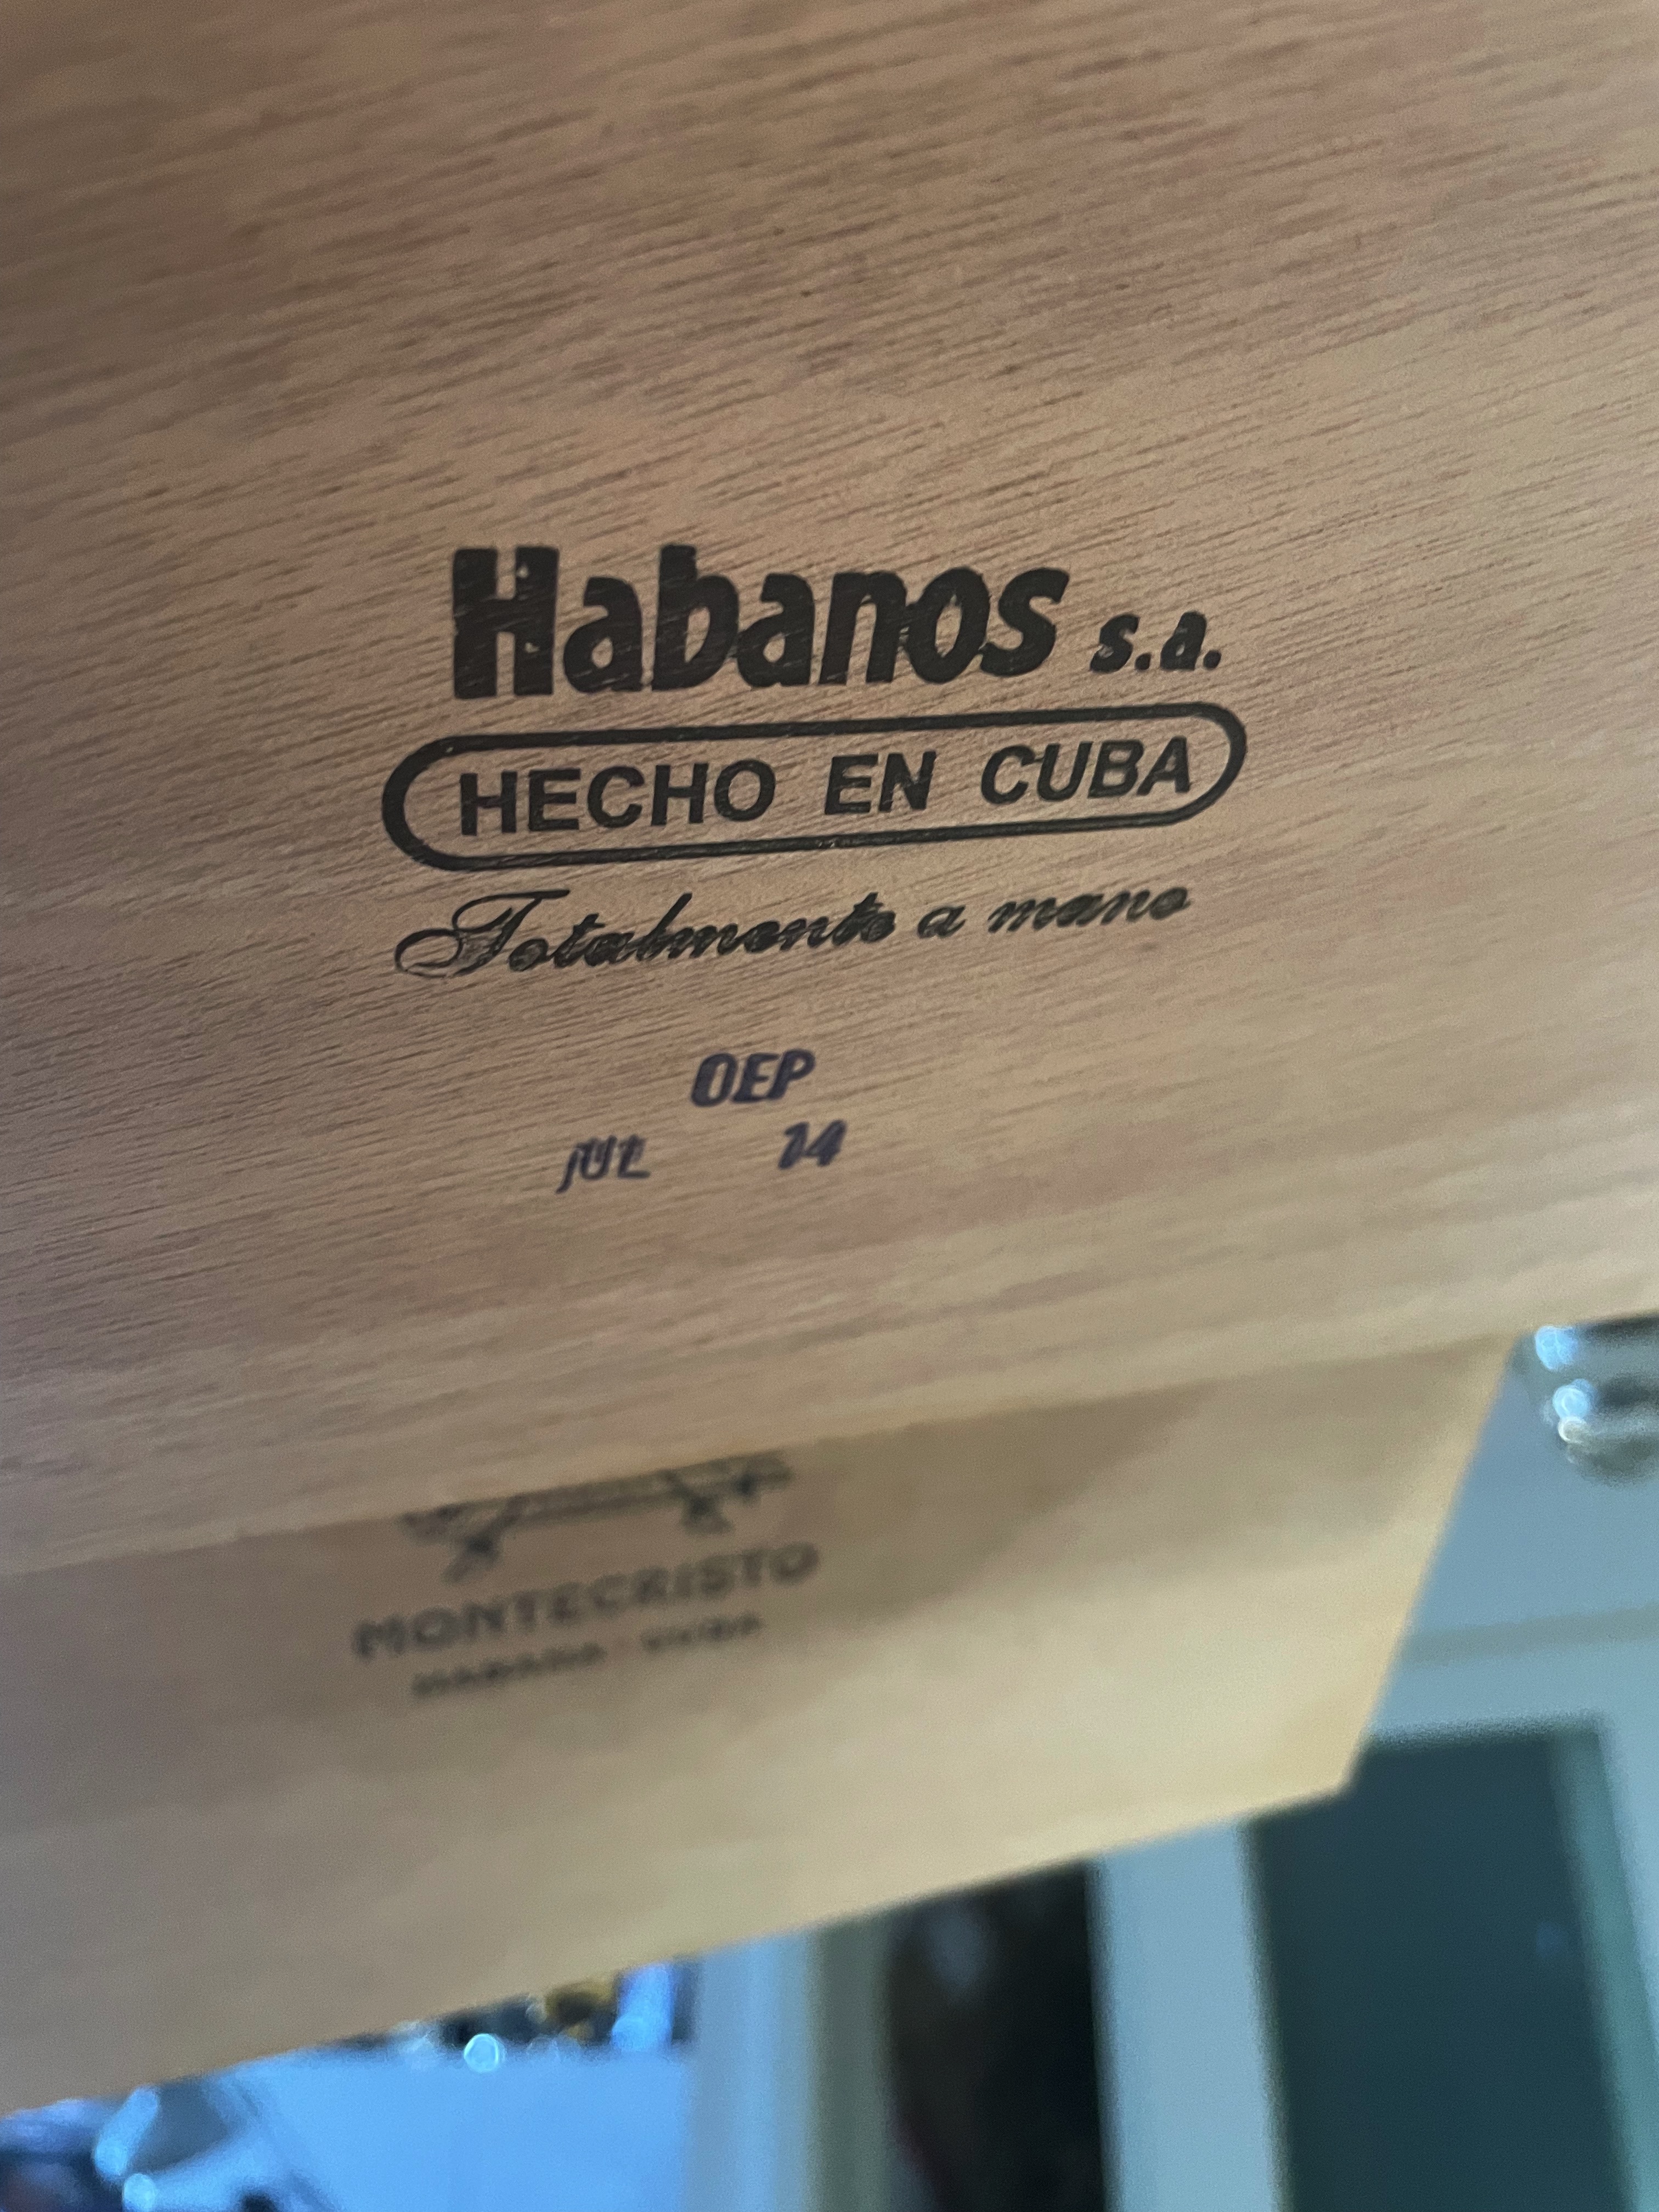 Habanos s.a.
HECHO EN CUBA
Totalmente a mano
OEP
JUL 14
MONTECRISTO